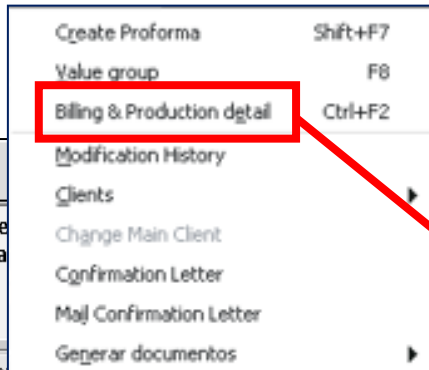 Create Proforma Shift+F7
Value group F8
Billing & Production detail Ctrl+F2
Modification History
Clients
Change Main Client
Confirmation Letter
Mail Confirmation Letter
Generar documentos